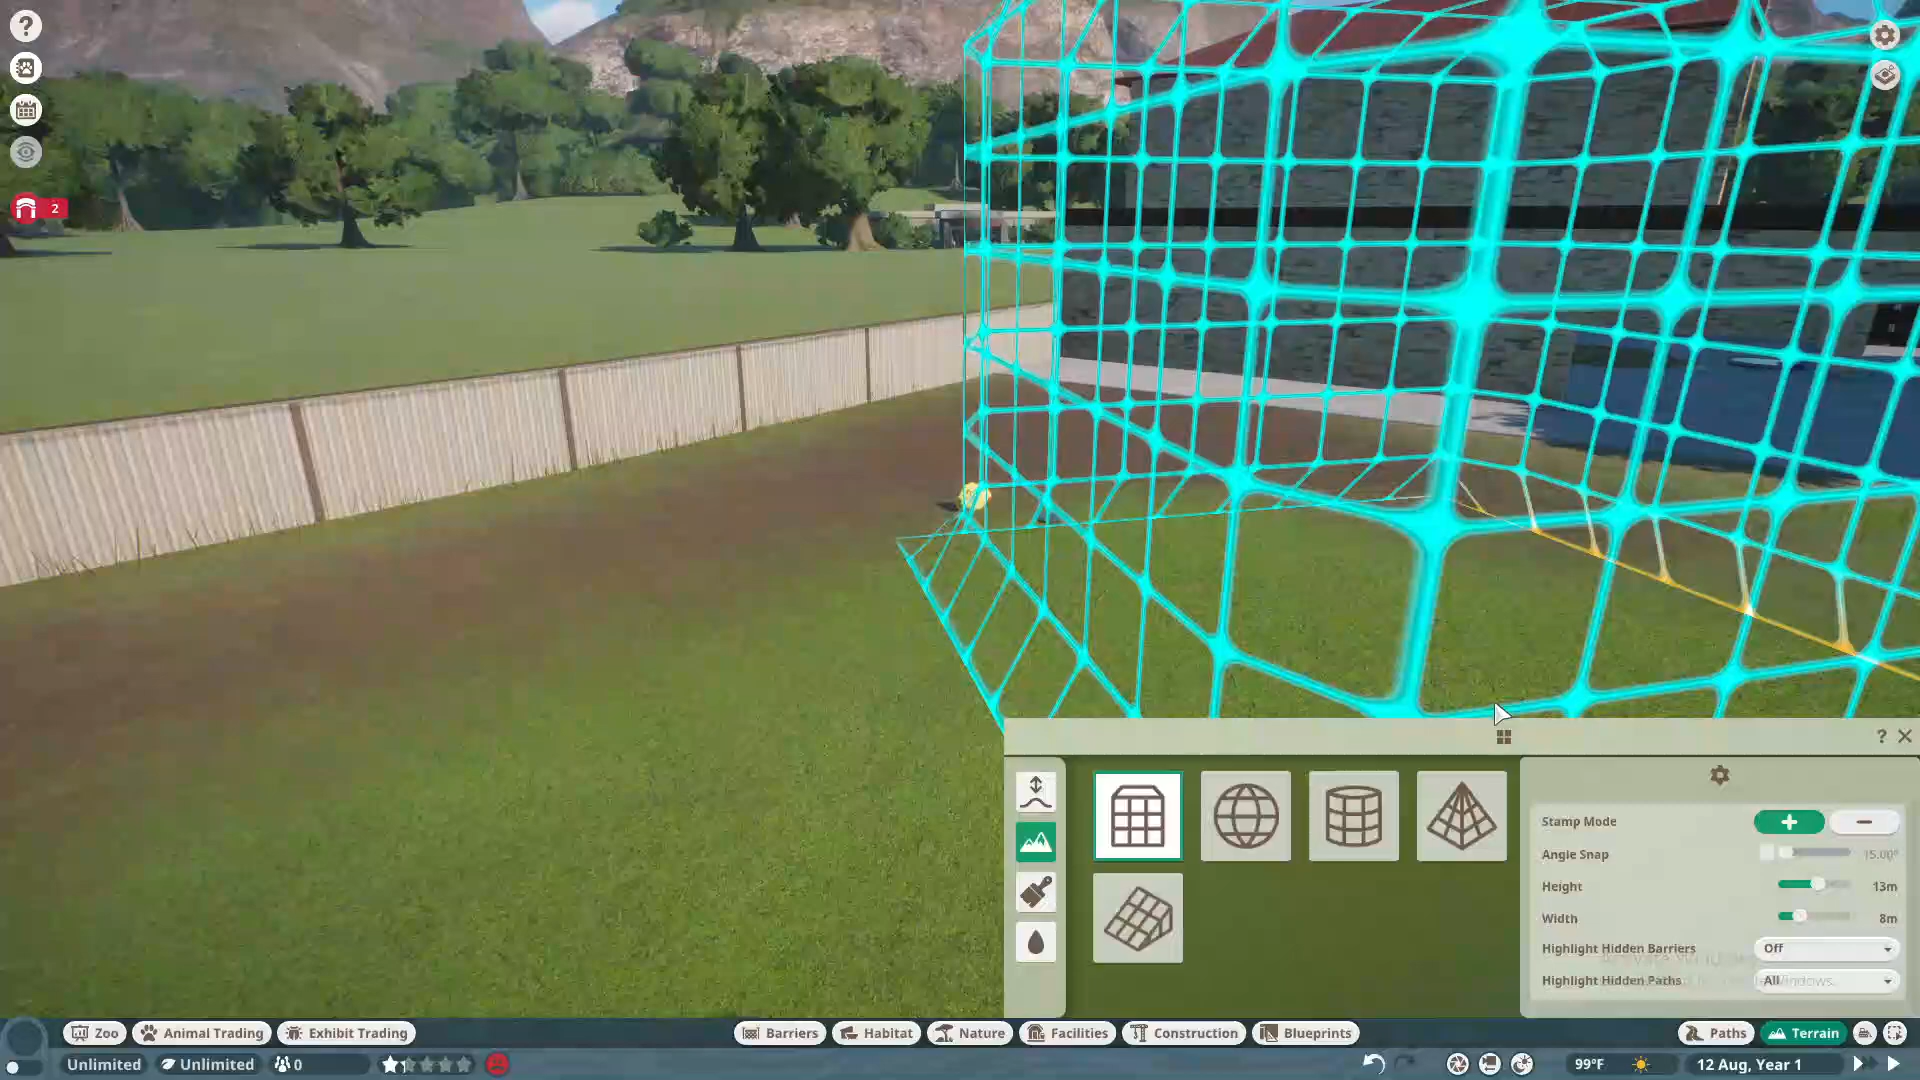 ?
2
?
Stamp Mode
Angle Snap 15.00°
Height 13m
Width 8m
Highlight Hidden Barriers Off
Highlight Hidden Paths All
Zoo Animal Trading Exhibit Trading Barriers Habitat Nature Facilities Construction Blueprints Paths Terrain
Unlimited Unlimited 0 99°F 12 Aug, Year 1